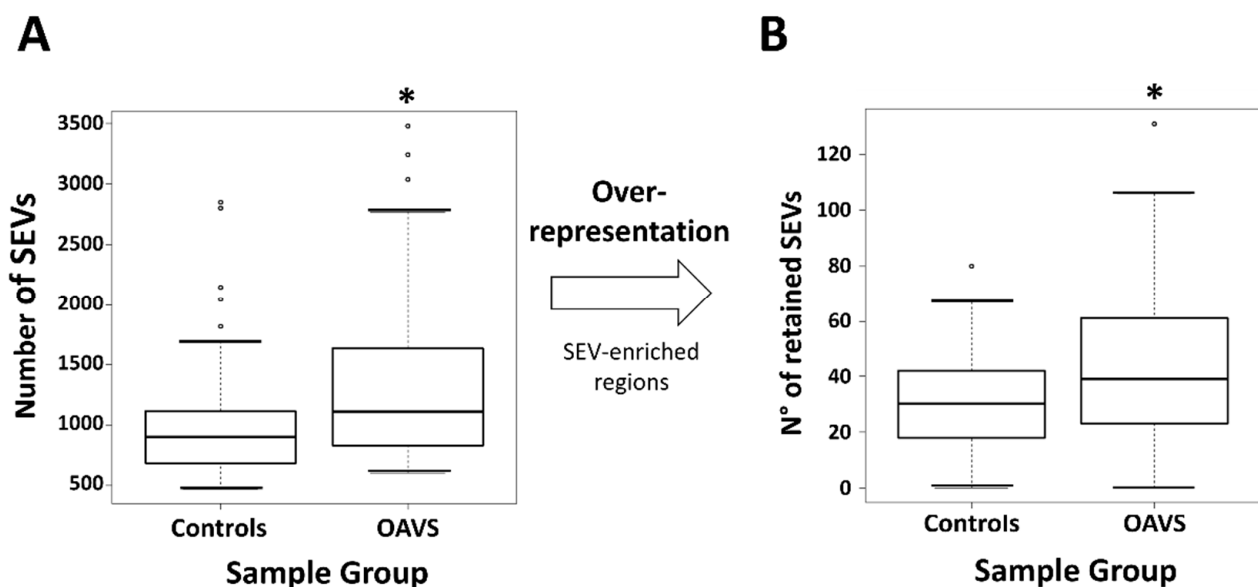 A
Number of SEVs
3500
3000
2500
2000
1500
1000
500
*
Controls
OAVS
Sample Group
Over-
representation
SEV-enriched
regions
B
N° of retained SEVs
120
100
80
60
40
20
0
*
Controls
OAVS
Sample Group